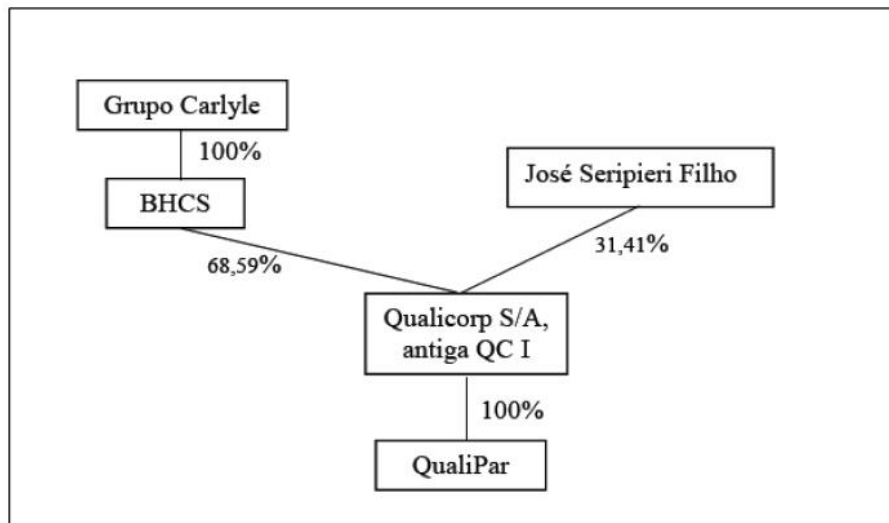 Grupo Carlyle
100%
BHCS
José Seripieri Filho
68,59%
31,41%
Qualicorp S/A,
antiga QC I
100%
QualiPar